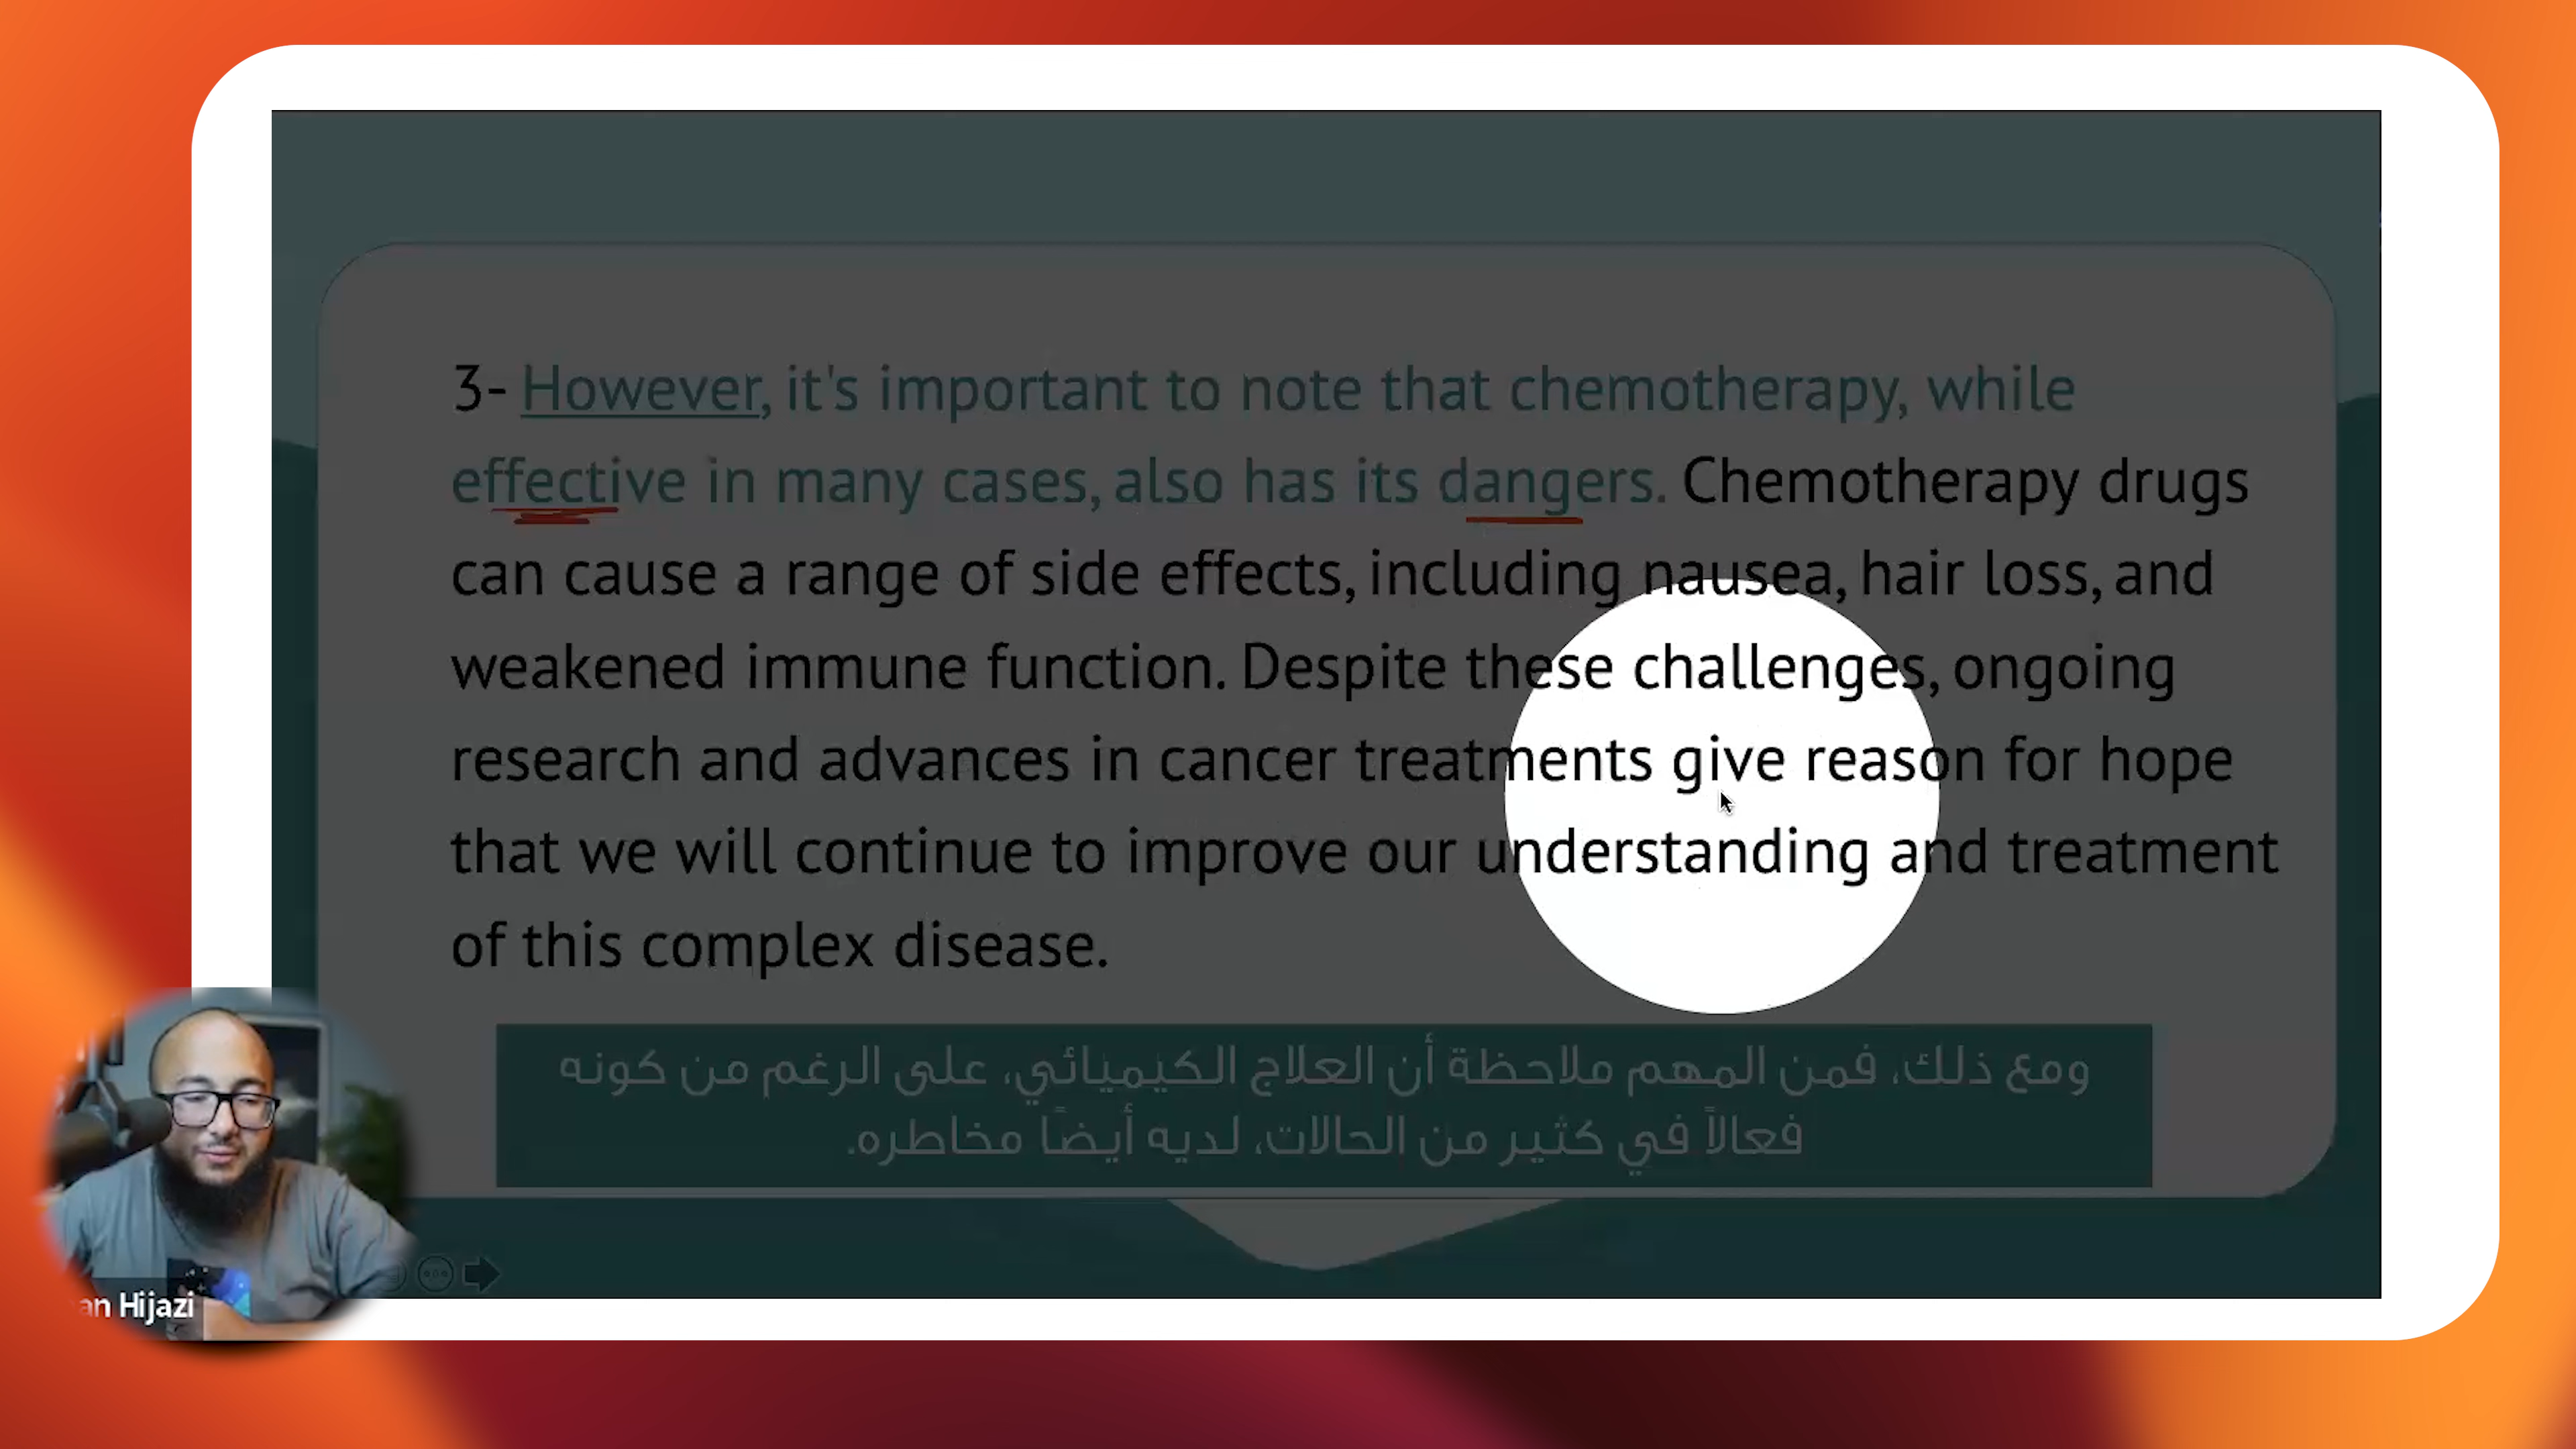 3- However, it's important to note that chemotherapy, while
effective in many cases, also has its dangers. Chemotherapy drugs
can cause a range of side effects, including nausea, hair loss, and
weakened immune function. Despite these challenges, ongoing
research and advances in cancer treatments give reason for hope
that we will continue to improve our understanding and treatment
of this complex disease.
ومع ذلك، فمن المهم ملاحظة أن العلاج الكيميائي، على الرغم من كونه
فعالاً في كثير من الحالات، لديه أيضًا مخاطره.
an Hijazi